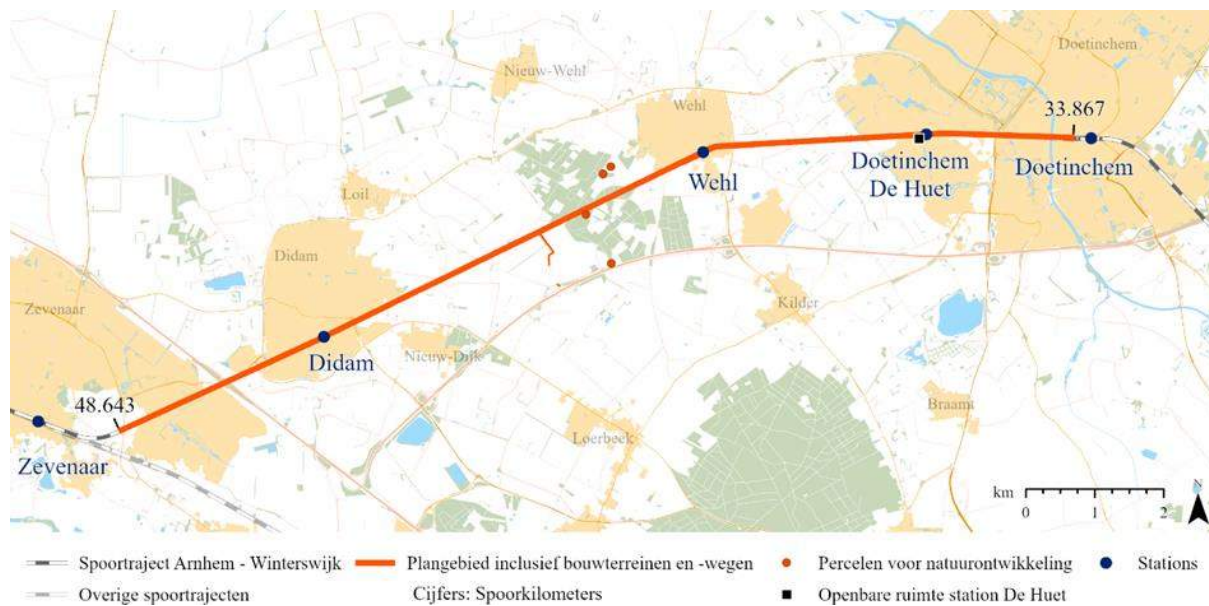 Doetinchem
Nieuw-Wehl
Wehl
33.867
Loil
Wehl
Doetinchem
De Huet
Doetinchem
Didam
Zevenaar
Kilder
Didam
Nieuw-Dijk
48.643
Braamt
Loerbeek
Zevenaar
km
0 1 2
N
Spoortraject Arnhem - Winterswijk
Plangebied inclusief bouwterreinen en -wegen
Percelen voor natuurontwikkeling
Stations
Overige spoortrajecten
Cijfers: Spoorkilometers
Openbare ruimte station De Huet